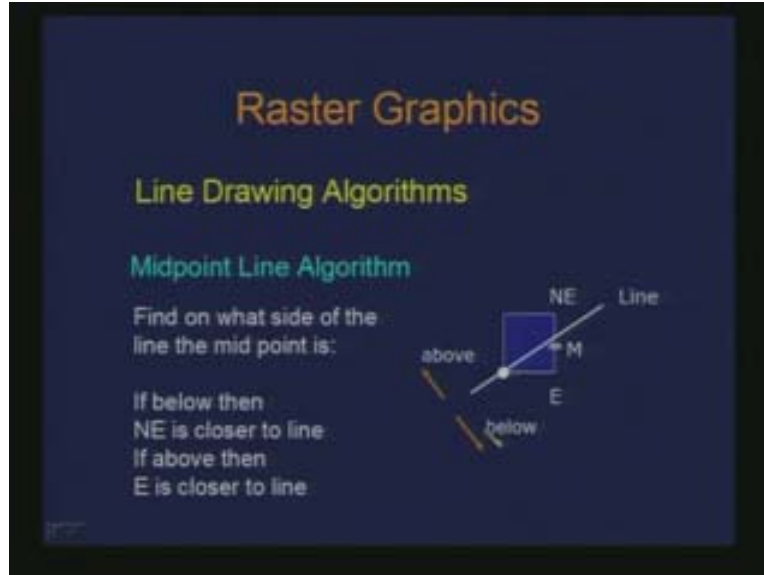 Raster Graphics
Line Drawing Algorithms
Midpoint Line Algorithm
Find on what side of the
line the mid point is:
If below then
NE is closer to line
If above then
E is closer to line
NE
Line
above
M
E
below